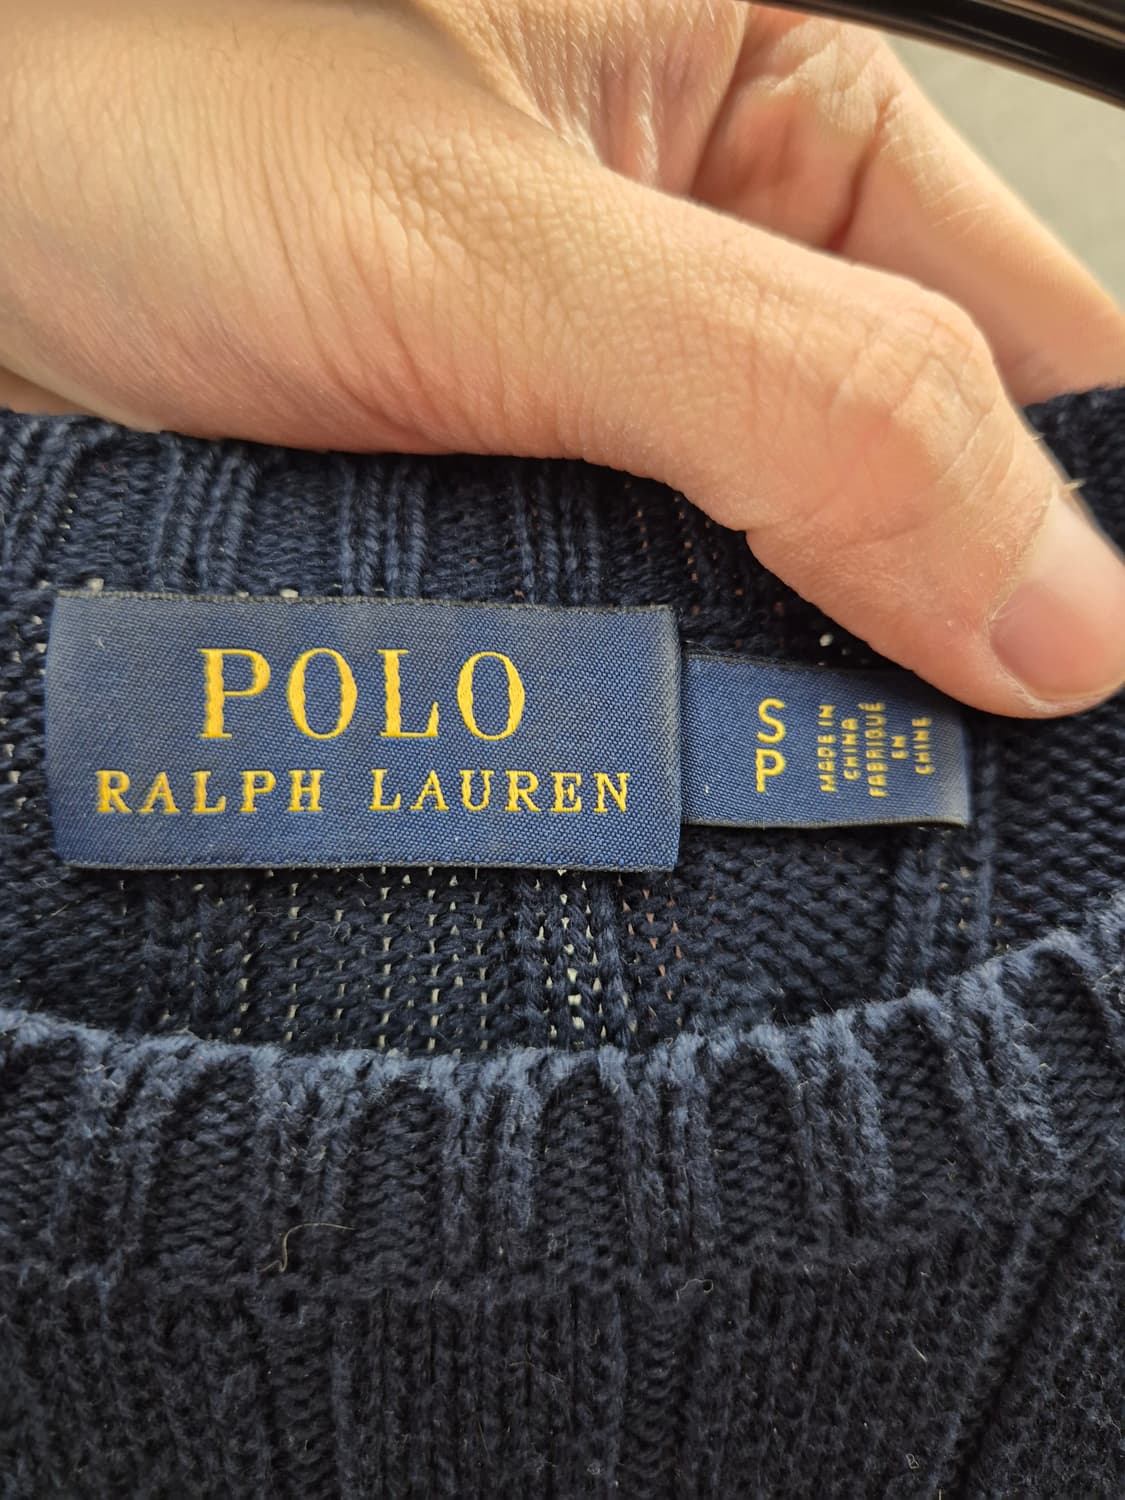 POLO
RALPH LAUREN
S
P
MADE IN
CHINA
FABRIQUÉ
EN
CHINE